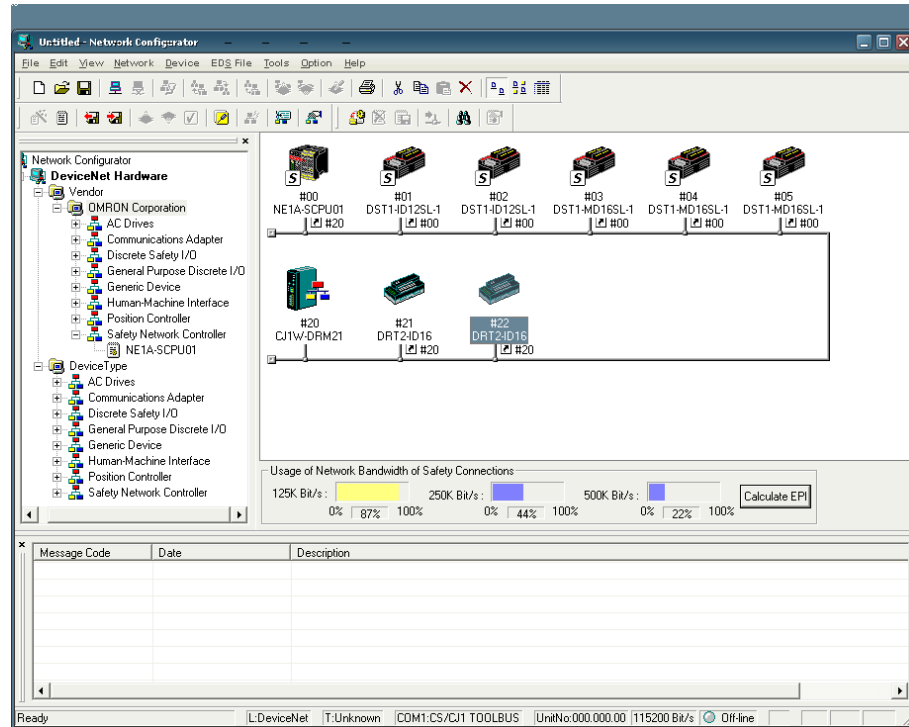 Untitled - Network Configurator
File Edit View Network Device EDS File Tools Option Help
Network Configurator
DeviceNet Hardware
Vendor
OMRON Corporation
AC Drives
Communications Adapter
Discrete Safety I/O
General Purpose Discrete I/O
Generic Device
Human-Machine Interface
Position Controller
Safety Network Controller
NE1A-SCPU01
DeviceType
AC Drives
Communications Adapter
Discrete Safety I/O
General Purpose Discrete I/O
Generic Device
Human-Machine Interface
Position Controller
Safety Network Controller
S S S S S S
#00 #01 #02 #03 #04 #05
NE1A-SCPU01 DST1-ID12SL-1 DST1-ID12SL-1 DST1-MD16SL-1 DST1-MD16SL-1 DST1-MD16SL-1
#20 #00 #00 #00 #00 #00
#20 #21 #22
CJ1W-DRM21 DRT2-ID16 DRT2-ID16
#20 #20
Usage of Network Bandwidth of Safety Connections
125K Bit/s : 250K Bit/s : 500K Bit/s : Calculate EPI
0% 87% 100% 0% 44% 100% 0% 22% 100%
Message Code Date Description
Ready L:DeviceNet T:Unknown COM1:CS/CJ1 TOOLBUS UnitNo:000.000.00 115200 Bit/s Off-line